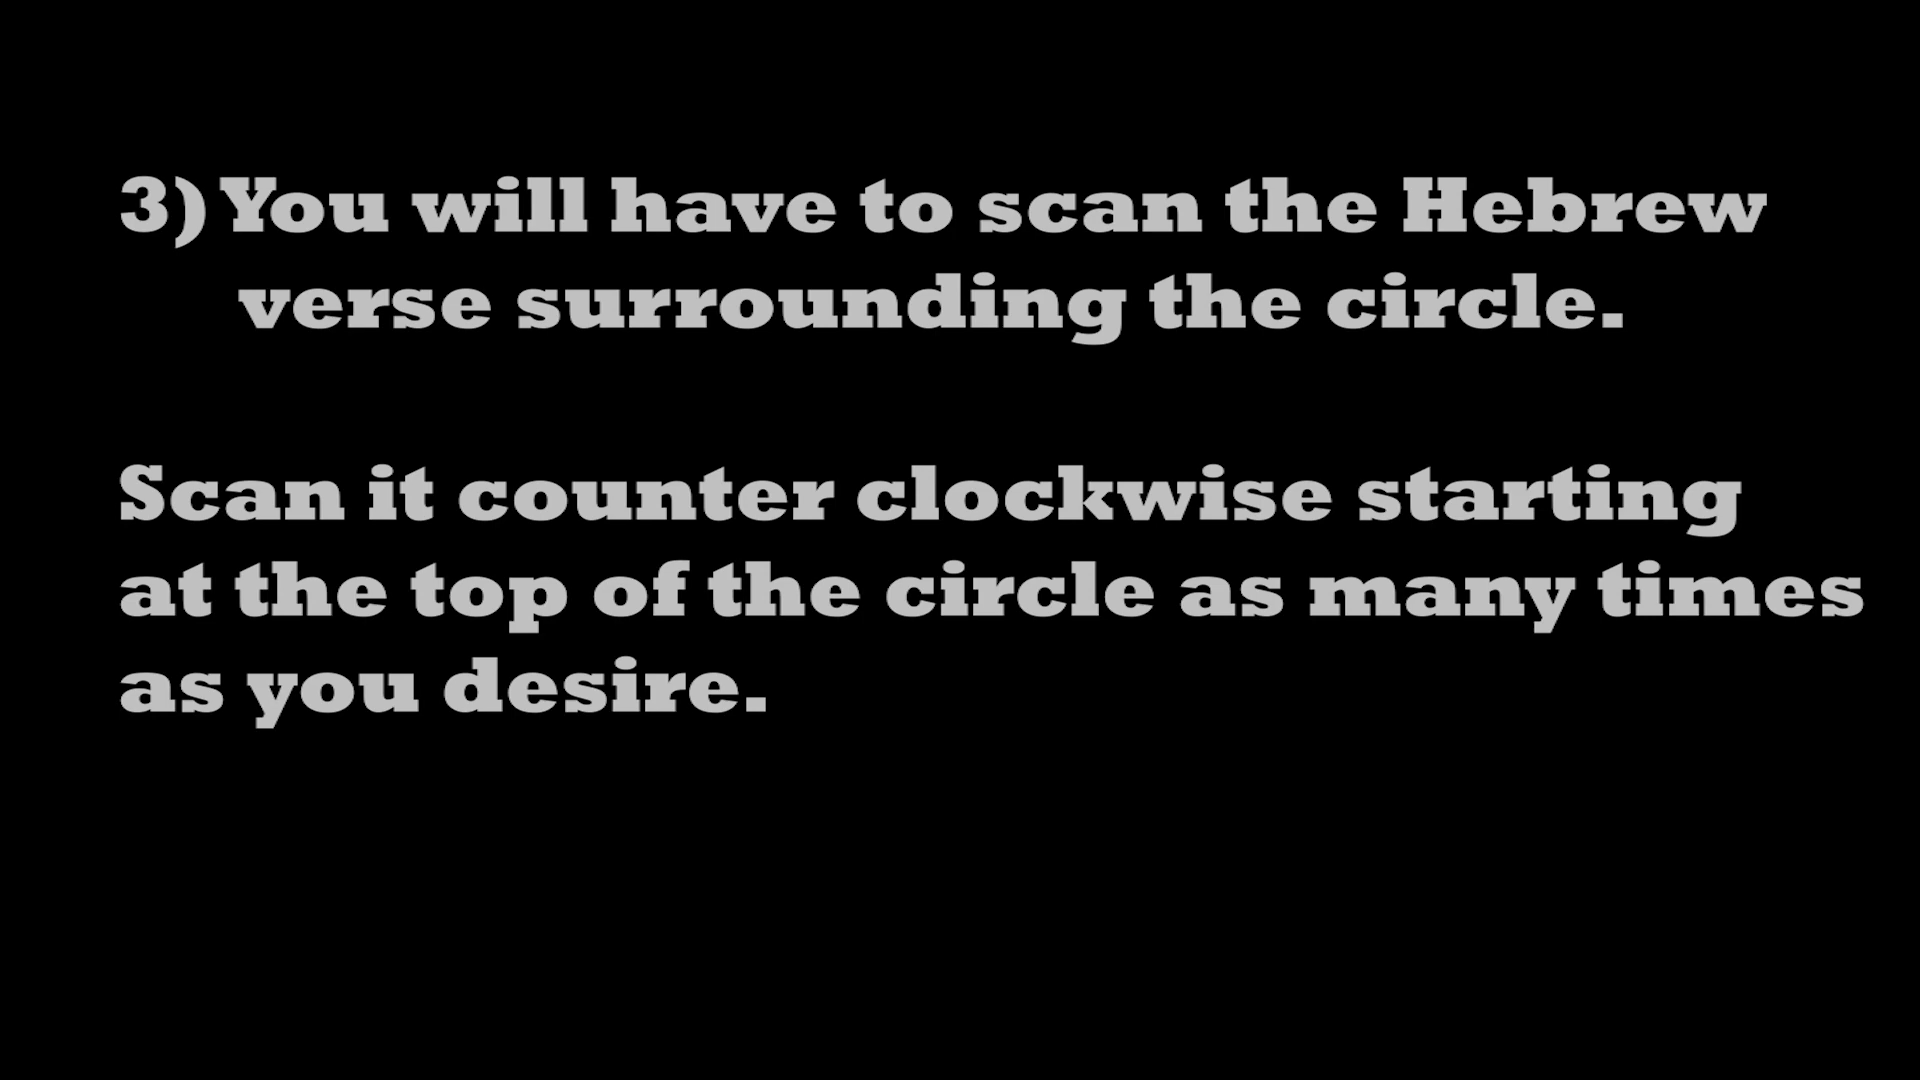 3) You will have to scan the Hebrew
verse surrounding the circle.
Scan it counter clockwise starting
at the top of the circle as many times
as you desire.